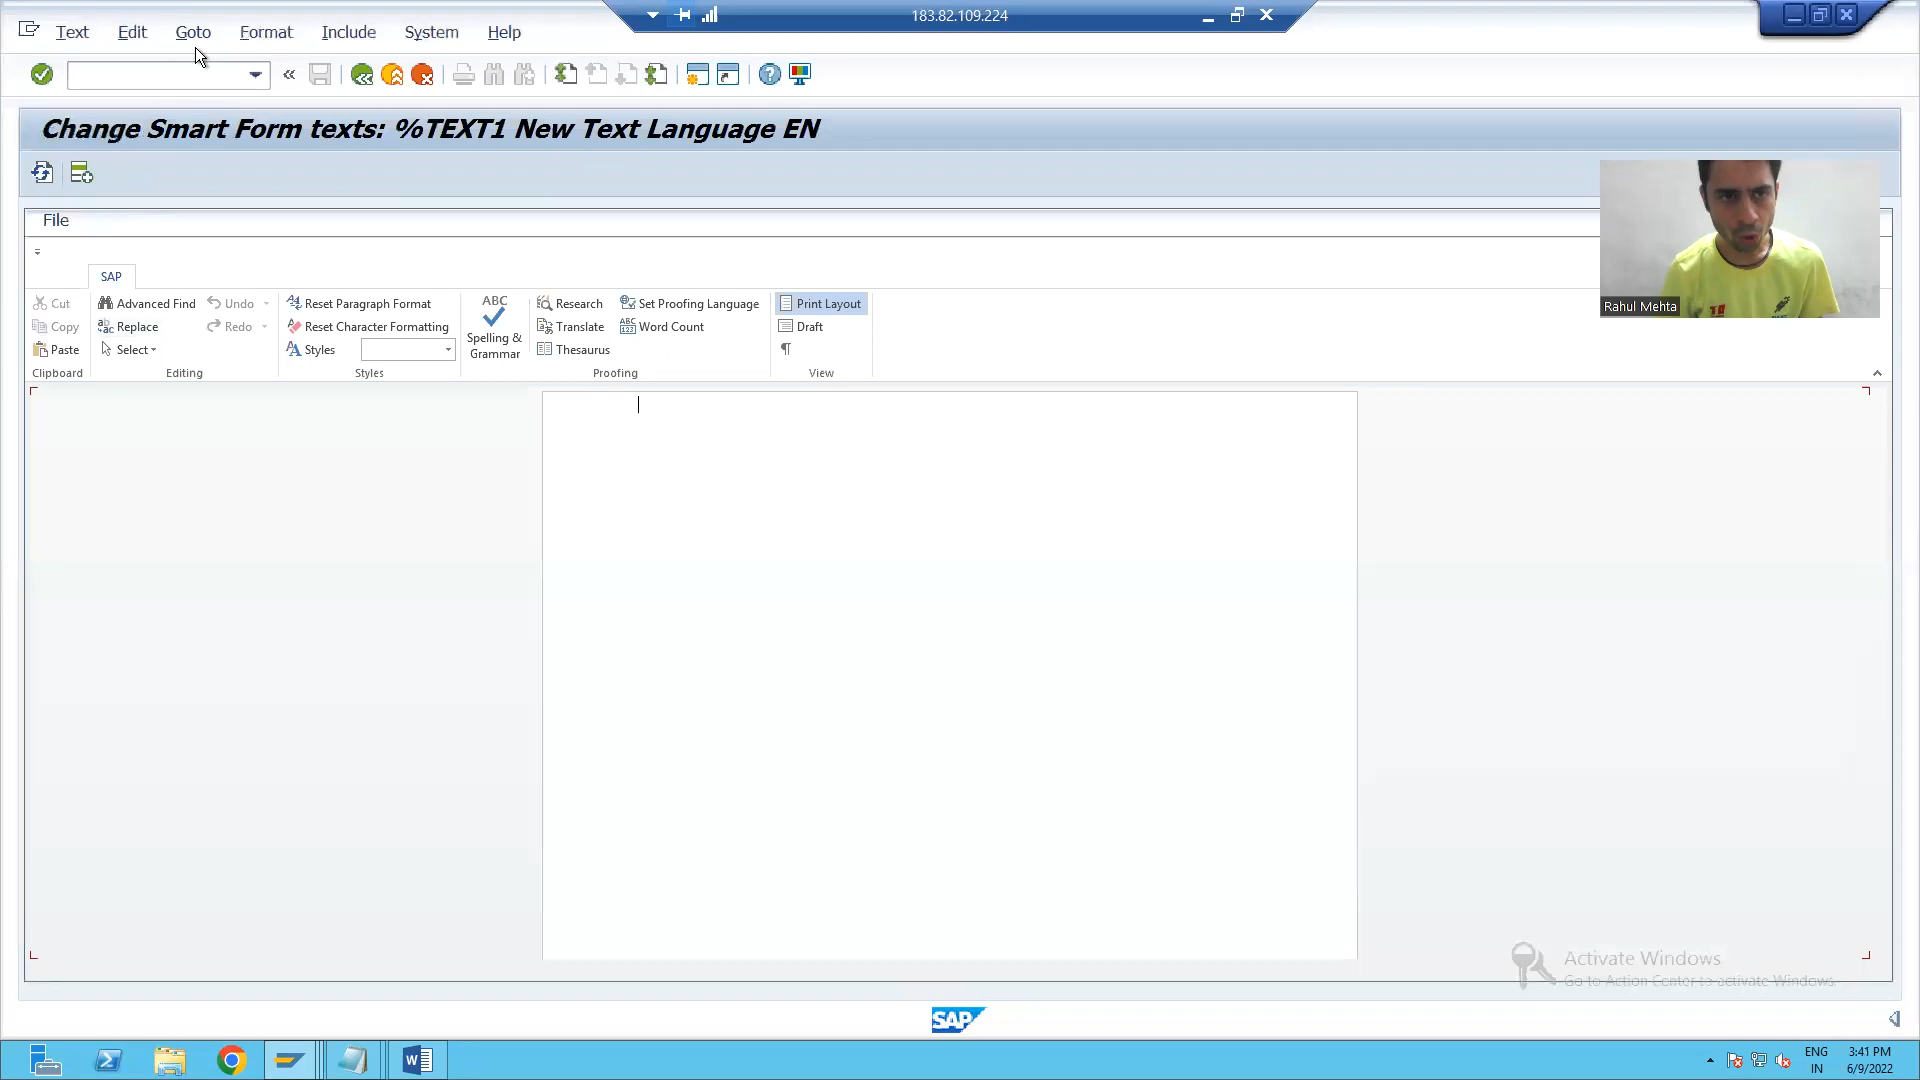 183.82.109.224
Text Edit Goto Format Include System Help
Change Smart Form texts: %TEXT1 New Text Language EN
File
SAP
Cut Advanced Find Undo Reset Paragraph Format ABC Research Set Proofing Language Print Layout
Copy Replace Redo Reset Character Formatting Spelling & Grammar Translate Word Count Draft
Paste Select Styles Thesaurus
Clipboard Editing Styles Proofing View
Rahul Mehta
Activate Windows
Go to Action Center to activate Windows.
SAP
ENG 3:41 PM
IN 6/9/2022